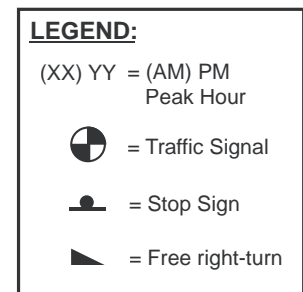 LEGEND:
(XX) YY = (AM) PM
Peak Hour
= Traffic Signal
= Stop Sign
= Free right-turn